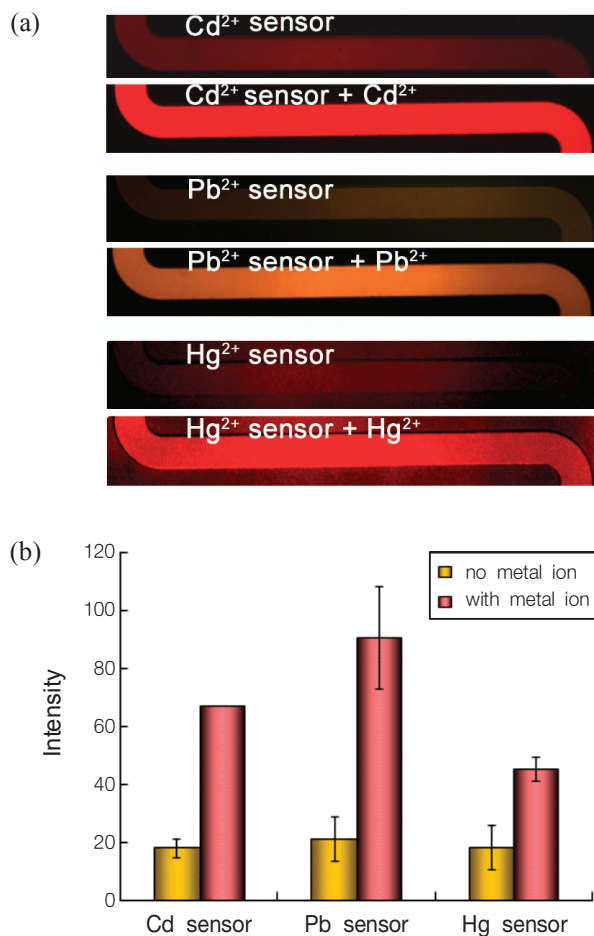 (a)
Cd²⁺ sensor
Cd²⁺ sensor + Cd²⁺
Pb²⁺ sensor
Pb²⁺ sensor + Pb²⁺
Hg²⁺ sensor
Hg²⁺ sensor + Hg²⁺
(b)
120
100
80
60
40
20
0
Intensity
no metal ion
with metal ion
Cd sensor Pb sensor Hg sensor